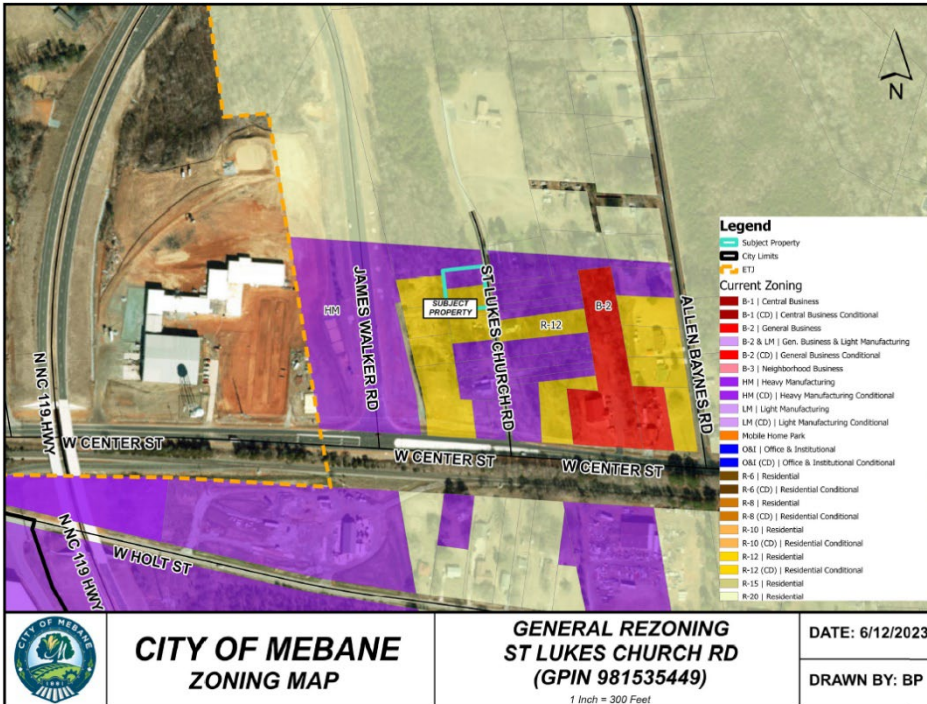 N
Legend
Subject Property
City Limits
ETJ
Current Zoning
B-1 | Central Business
B-1 (CD) | Central Business Conditional
B-2 | General Business
B-2 & LM | Gen. Business & Light Manufacturing
B-2 (CD) | General Business Conditional
B-3 | Neighborhood Business
HM | Heavy Manufacturing
HM (CD) | Heavy Manufacturing Conditional
LM | Light Manufacturing
LM (CD) | Light Manufacturing Conditional
Mobile Home Park
O&I | Office & Institutional
O&I (CD) | Office & Institutional Conditional
R-6 | Residential
R-6 (CD) | Residential Conditional
R-8 | Residential
R-8 (CD) | Residential Conditional
R-10 | Residential
R-10 (CD) | Residential Conditional
R-12 | Residential
R-12 (CD) | Residential Conditional
R-15 | Residential
R-20 | Residential
HM
JAMES WALKER RD
SUBJECT
PROPERTY
ST LUKES CHURCH RD
R-12
B-2
ALLEN BAYNES RD
N NC 119 HWY
W CENTER ST
W CENTER ST
W CENTER ST
N NC 119 HWY
W HOLT ST
CITY OF MEBANE
1881
CITY OF MEBANE
ZONING MAP
GENERAL REZONING
ST LUKES CHURCH RD
(GPIN 981535449)
1 Inch = 300 Feet
DATE: 6/12/2023
DRAWN BY: BP